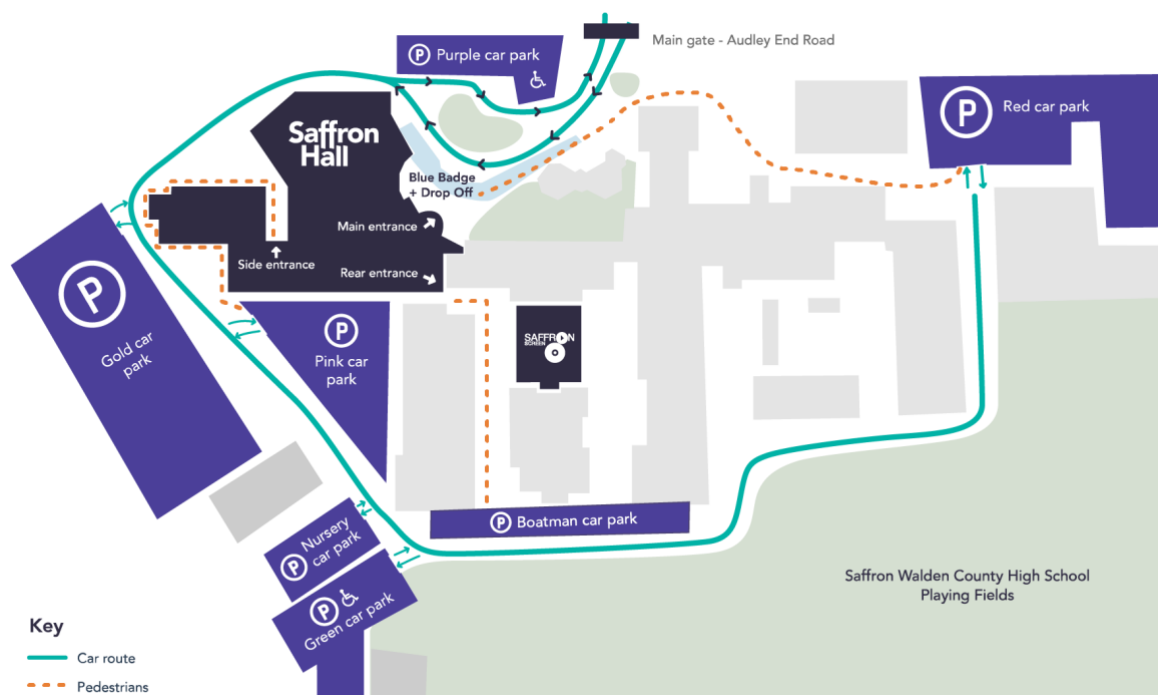 P Purple car park
Main gate - Audley End Road
P Red car park
Saffron
Hall
Blue Badge
+ Drop Off
Main entrance
Side entrance
Rear entrance
P
Gold car
park
P
Pink car
park
SAFFRON
SCREEN
P Boatman car park
P Nursery
car park
P
Green car park
Saffron Walden County High School
Playing Fields
Key
Car route
Pedestrians